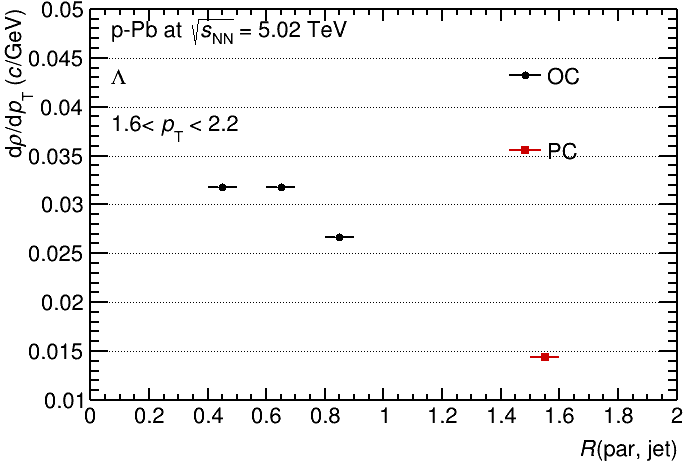 dρ/dp_T (c/GeV)
0.05
0.045
0.04
0.035
0.03
0.025
0.02
0.015
0.01
p-Pb at √s_NN = 5.02 TeV
Λ
1.6< p_T < 2.2
OC
PC
0 0.2 0.4 0.6 0.8 1 1.2 1.4 1.6 1.8 2
R(par, jet)